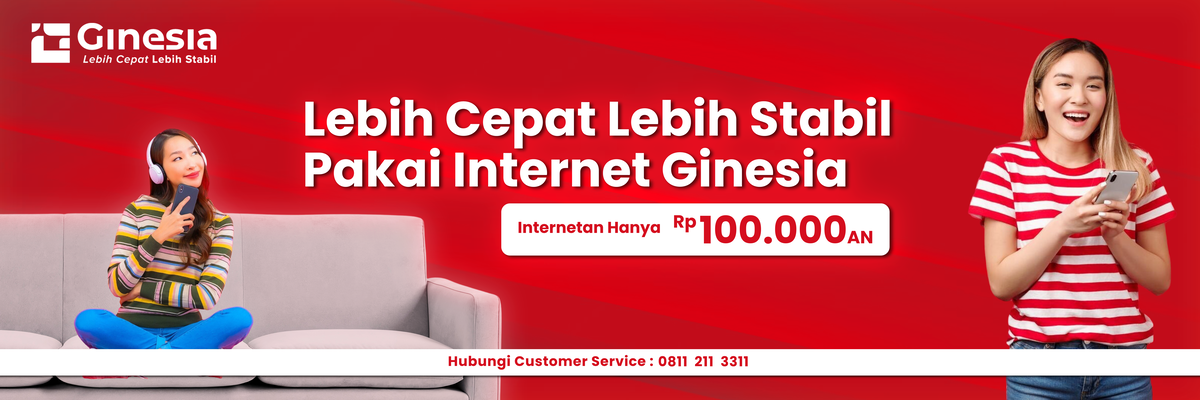 Ginesia
Lebih Cepat Lebih Stabil
Lebih Cepat Lebih Stabil
Pakai Internet Ginesia
Internetan Hanya Rp100.000AN
Hubungi Customer Service : 0811 211 3311